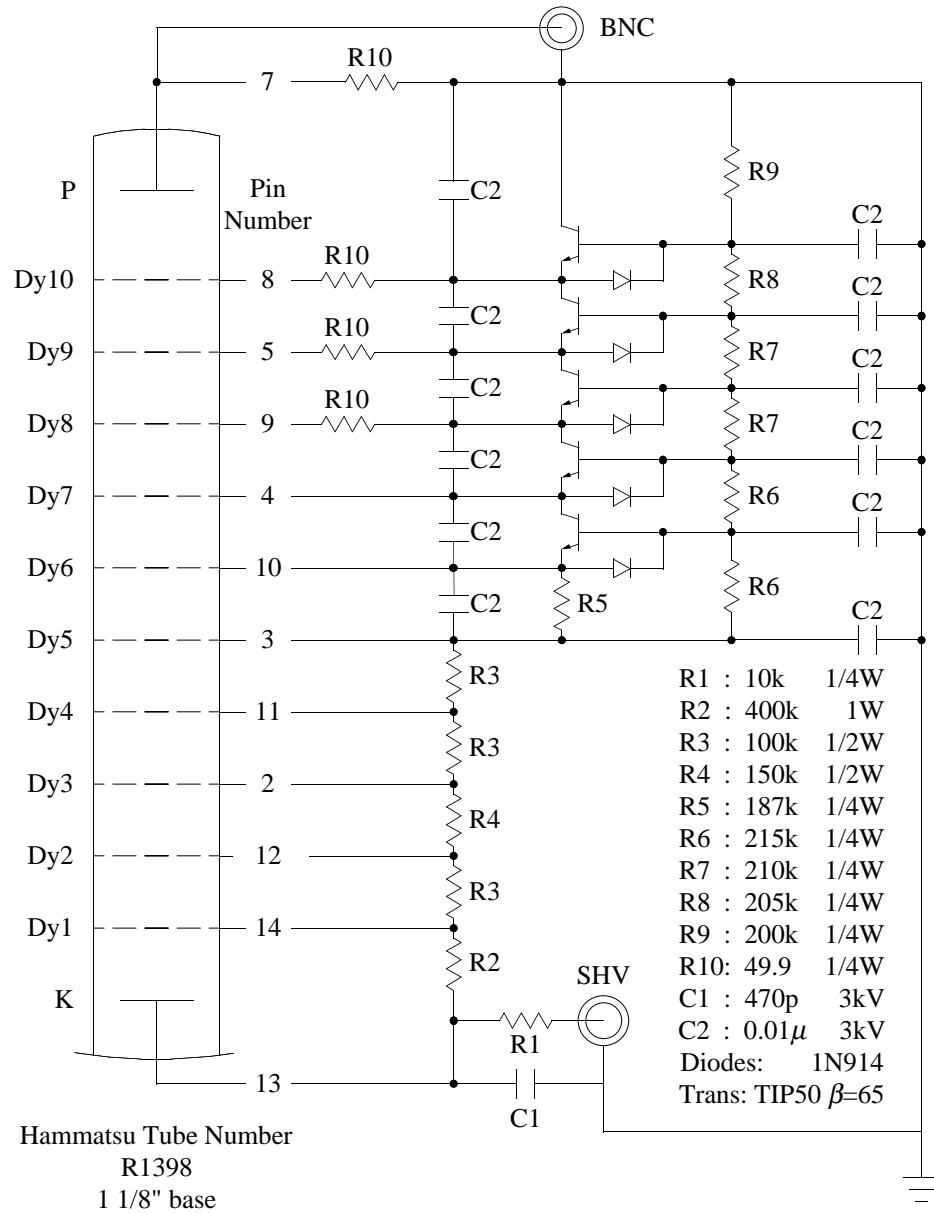 BNC
R10
7
R9
P
Pin
Number
C2
C2
R10
Dy10
8
R8
C2
C2
R10
Dy9
5
R7
C2
C2
R10
Dy8
9
R7
C2
C2
Dy7
4
R6
C2
C2
Dy6
10
R6
C2
R5
C2
Dy5
3
R3
Dy4
11
R3
Dy3
2
R4
Dy2
12
R3
Dy1
14
R2
SHV
K
R1
13
C1
R1 : 10k 1/4W
R2 : 400k 1W
R3 : 100k 1/2W
R4 : 150k 1/2W
R5 : 187k 1/4W
R6 : 215k 1/4W
R7 : 210k 1/4W
R8 : 205k 1/4W
R9 : 200k 1/4W
R10: 49.9 1/4W
C1 : 470p 3kV
C2 : 0.01μ 3kV
Diodes: 1N914
Trans: TIP50 β=65
Hammatsu Tube Number
R1398
1 1/8" base